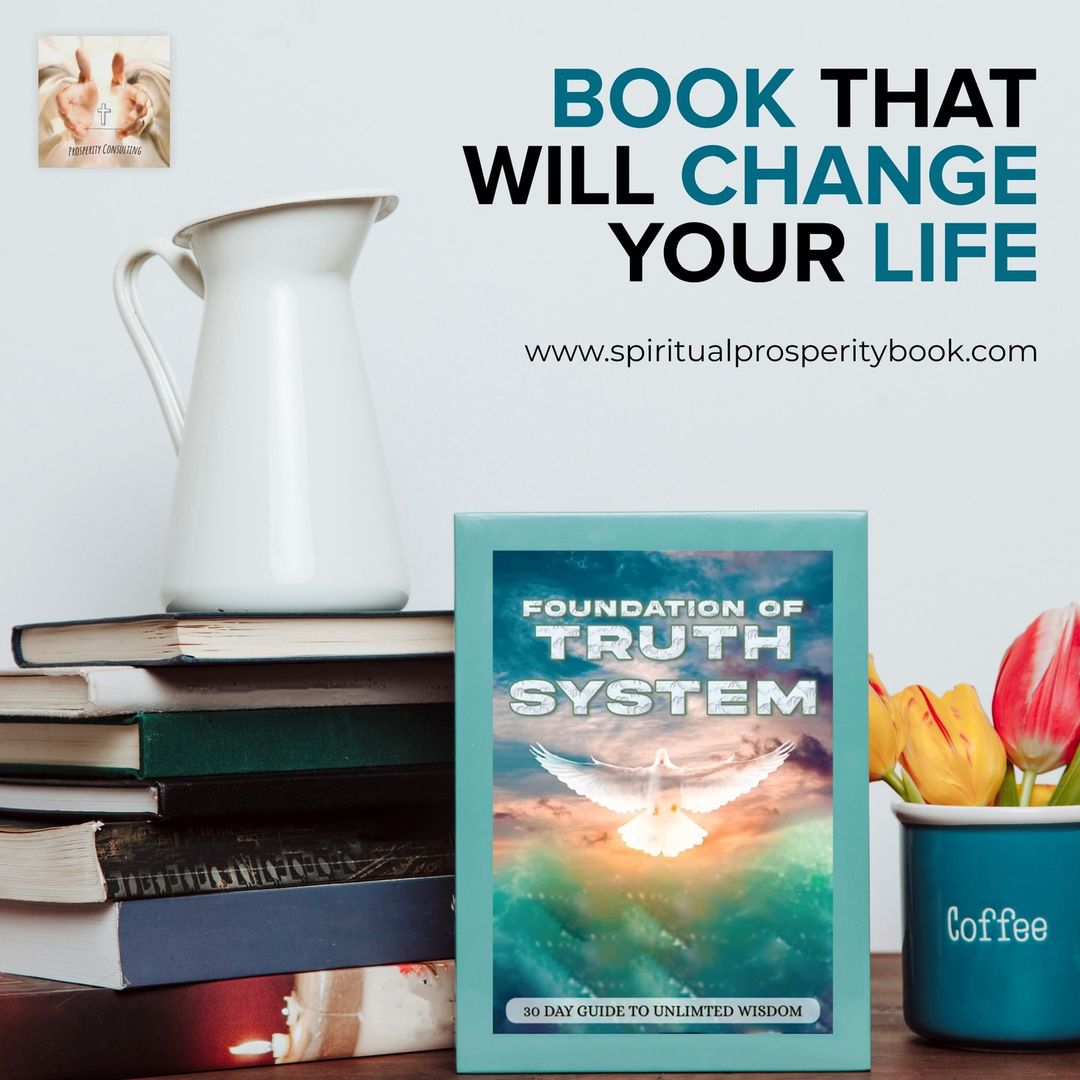 Prosperity Consulting
BOOK THAT
WILL CHANGE
YOUR LIFE
www.spiritualprosperitybook.com
FOUNDATION OF
TRUTH
SYSTEM
30 DAY GUIDE TO UNLIMTED WISDOM
Coffee